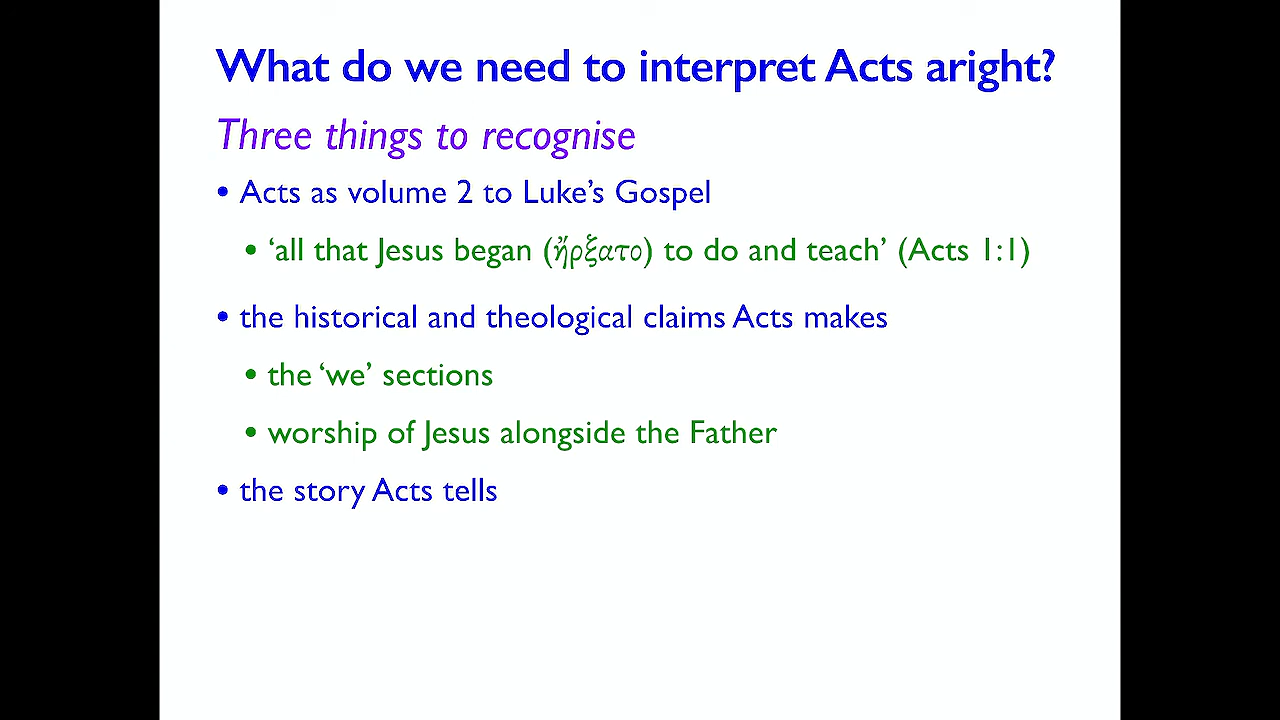 What do we need to interpret Acts aright?
Three things to recognise
• Acts as volume 2 to Luke’s Gospel
• ‘all that Jesus began (ἤρξατο) to do and teach’ (Acts 1:1)
• the historical and theological claims Acts makes
• the ‘we’ sections
• worship of Jesus alongside the Father
• the story Acts tells